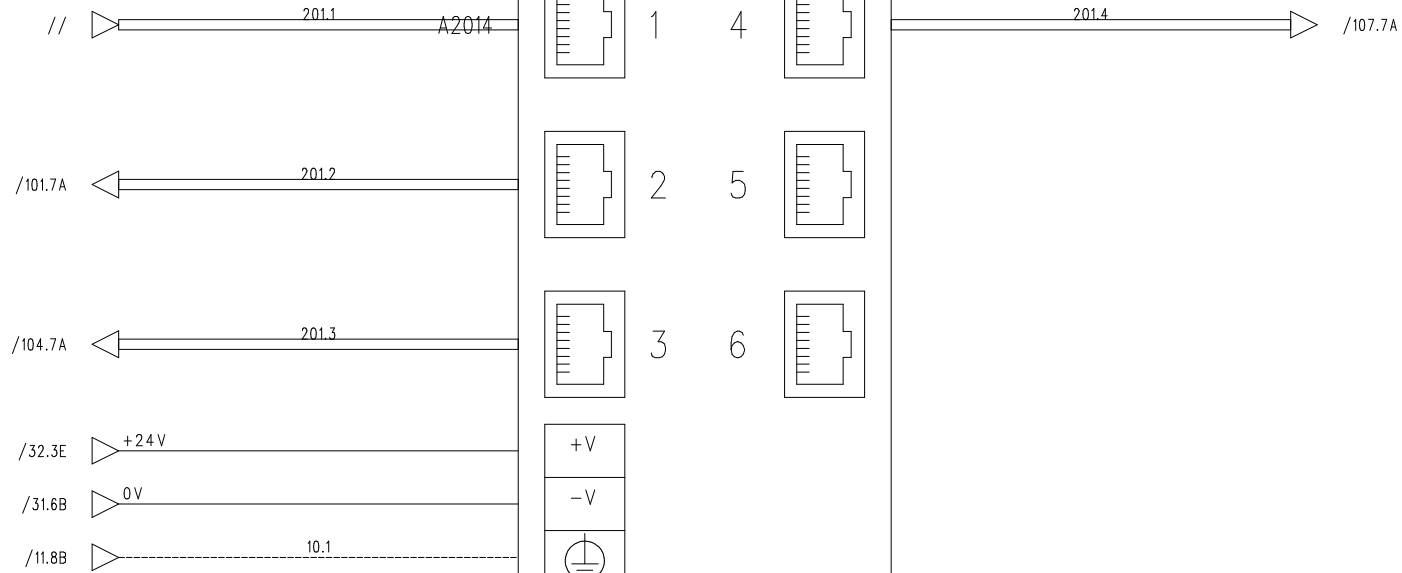 // 201.1 A2014 1 4 201.4 /107.7A
/101.7A 201.2 2 5
/104.7A 201.3 3 6
/32.3E +24V +V
/31.6B 0V -V
/11.8B 10.1